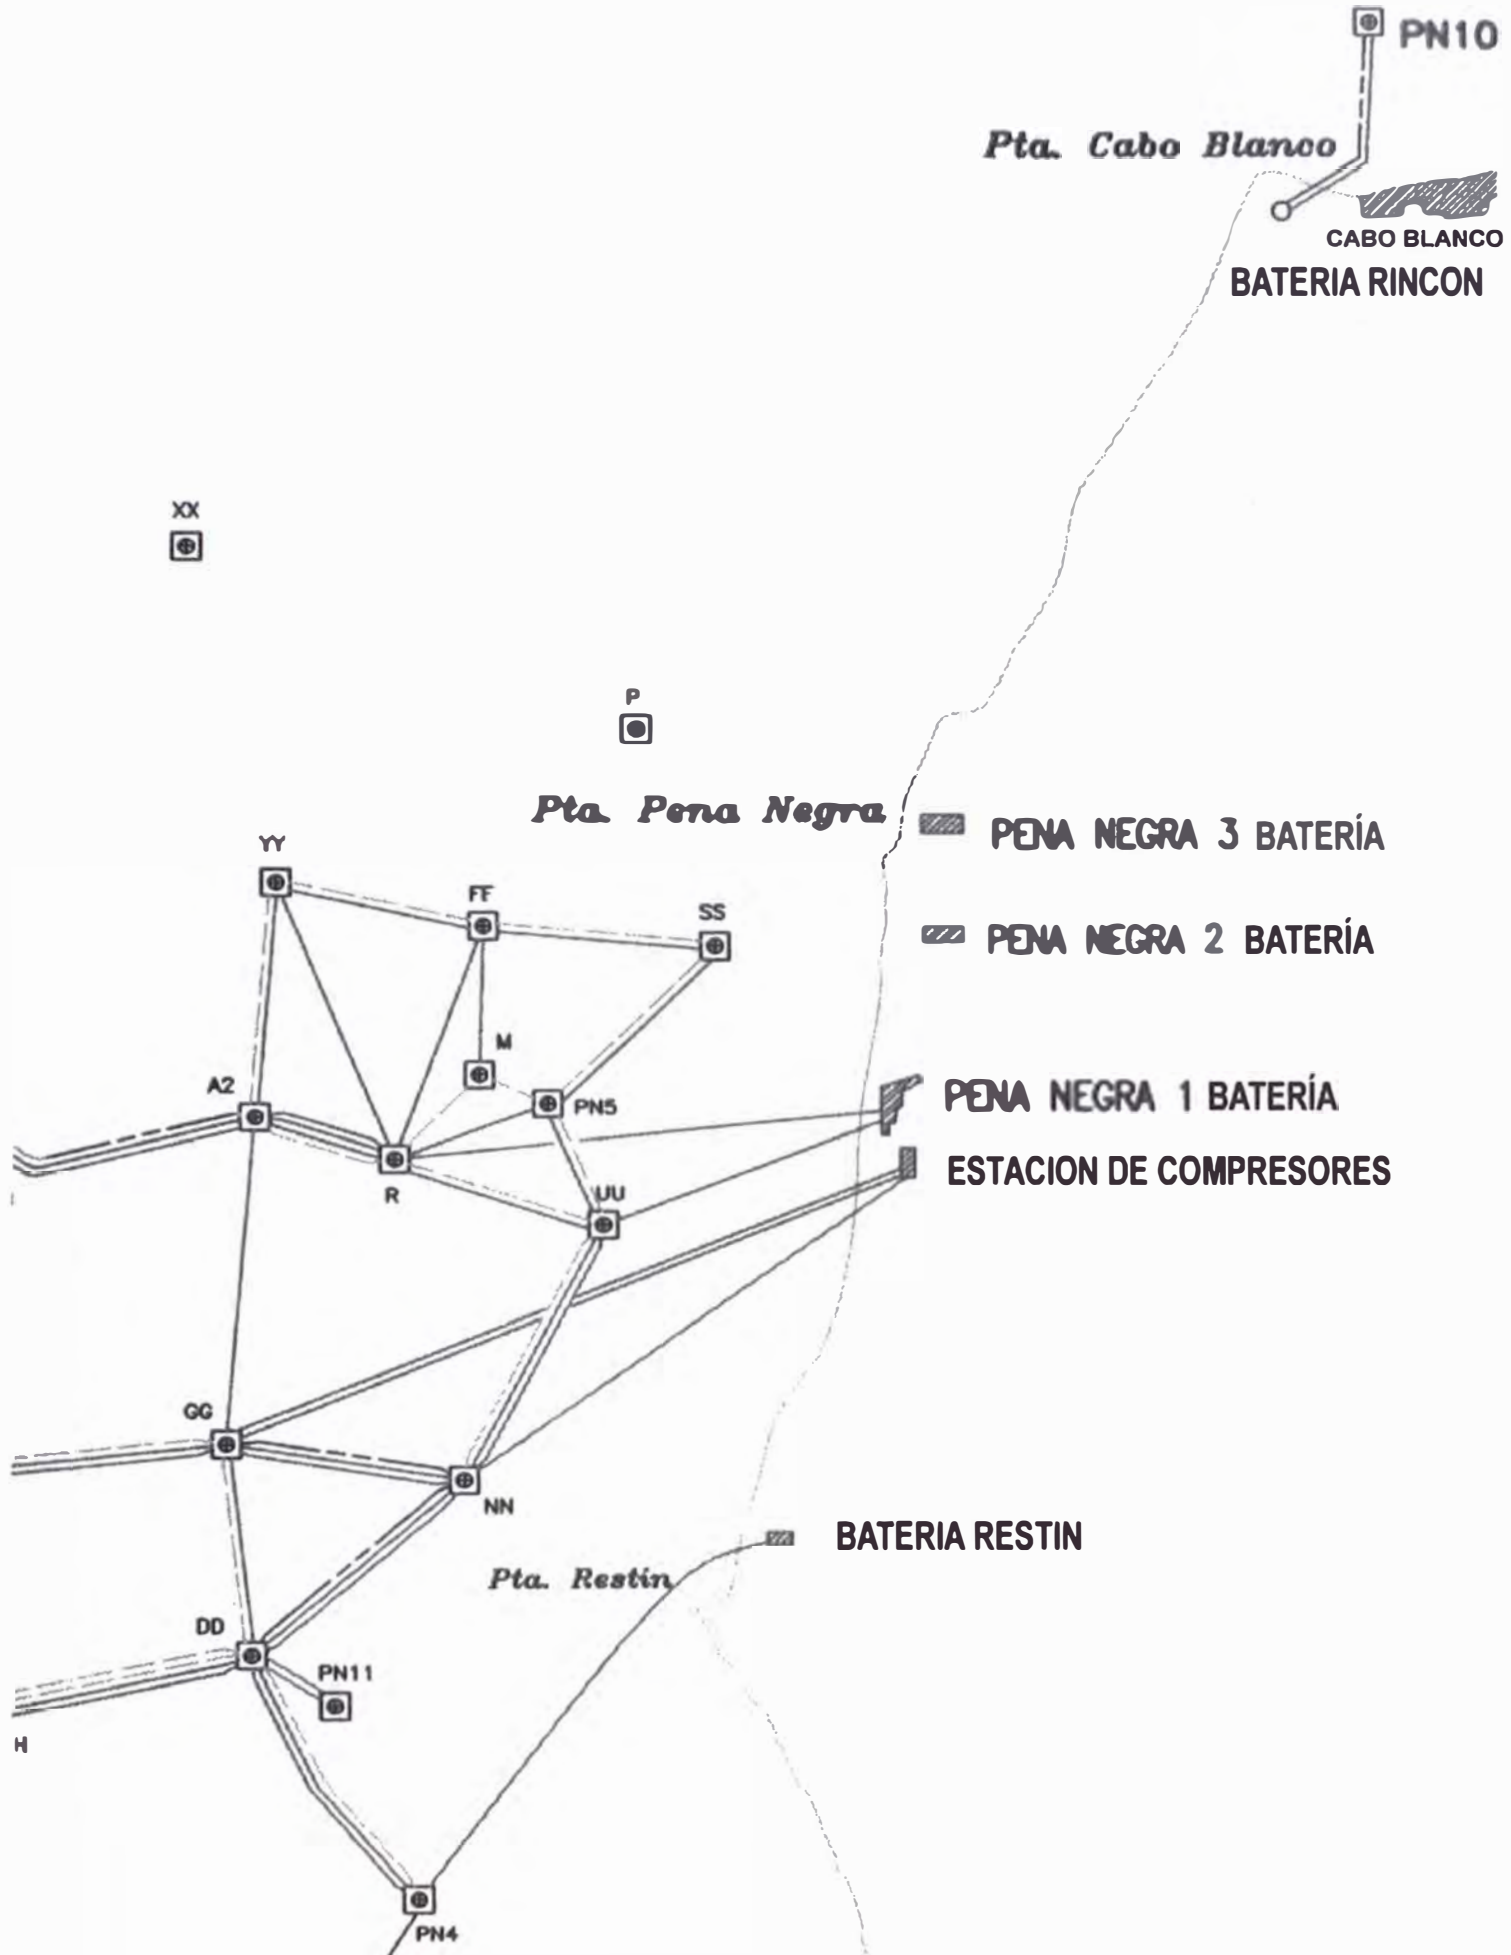 PN10
Pta. Cabo Blanco
CABO BLANCO
BATERIA RINCON
XX
P
Pta. Pena Negra
PENA NEGRA 3 BATERÍA
YY
FF
SS
PENA NEGRA 2 BATERÍA
M
A2
PN5
PENA NEGRA 1 BATERÍA
ESTACION DE COMPRESORES
R
UU
GG
NN
BATERIA RESTIN
Pta. Restin
DD
PN11
H
PN4